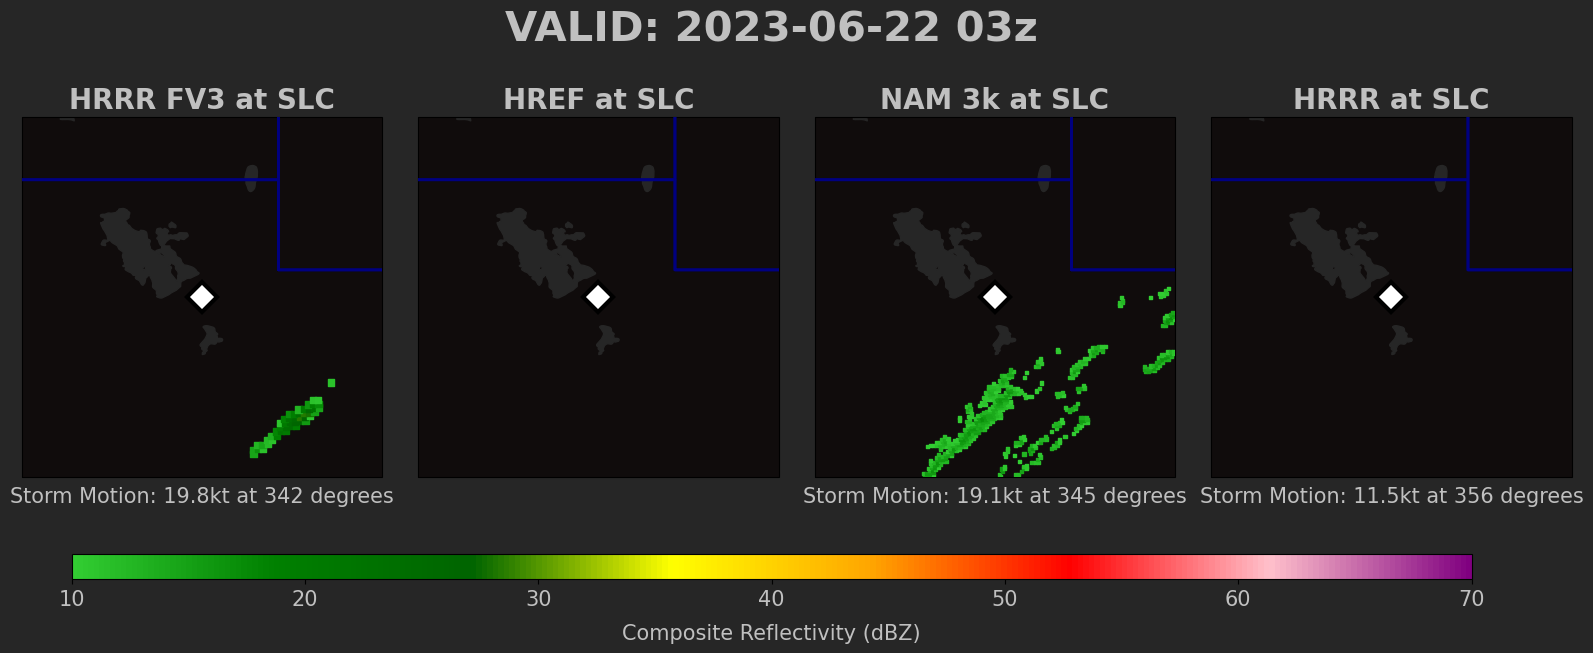 VALID: 2023-06-22 03z
HRRR FV3 at SLC
HREF at SLC
NAM 3k at SLC
HRRR at SLC
Storm Motion: 19.8kt at 342 degrees
Storm Motion: 19.1kt at 345 degrees
Storm Motion: 11.5kt at 356 degrees
10 20 30 40 50 60 70
Composite Reflectivity (dBZ)